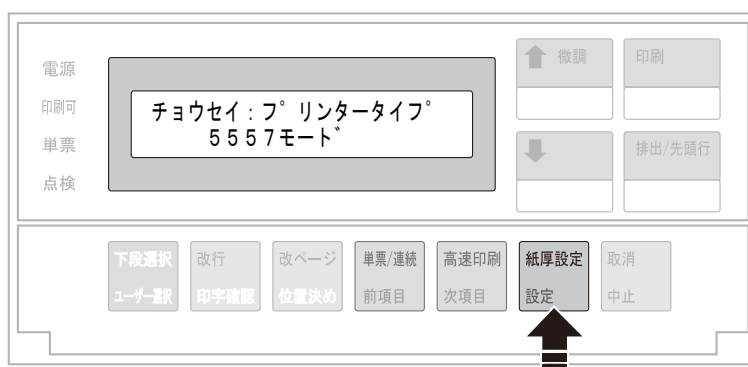 電源
印刷可
単票
点検
チョウセイ：プリンタータイプ
５５５７モード
微調
印刷
排出/先頭行
下段選択
ユーザー選択
改行
印字確認
改ページ
位置決め
単票/連続
前項目
高速印刷
次項目
紙厚設定
設定
取消
中止